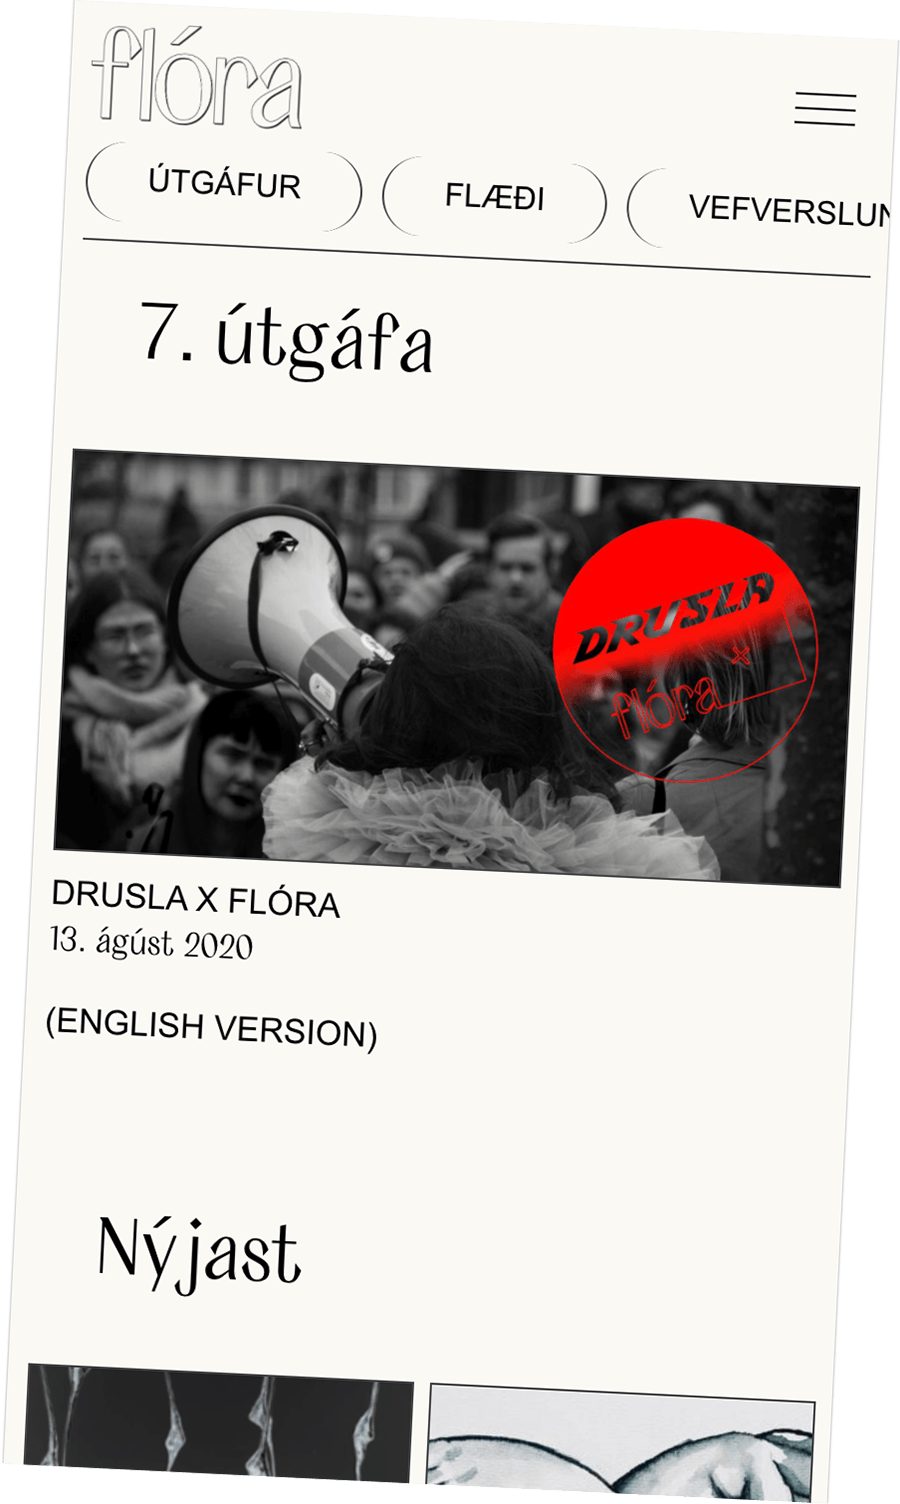 flóra
ÚTGÁFUR
FLÆÐI
VEFVERSLUN
7. útgáfa
DRUSLA
x
flóra
DRUSLA X FLÓRA
13. ágúst 2020
(ENGLISH VERSION)
Nýjast